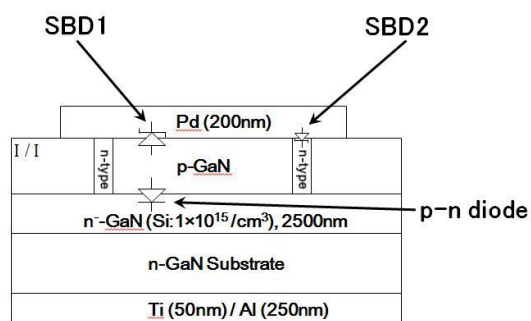 SBD1
SBD2
Pd (200nm)
I / I
n-type
p-GaN
n-type
p-n diode
n⁻-GaN (Si:1×10¹⁵/cm³), 2500nm
n-GaN Substrate
Ti (50nm) / Al (250nm)